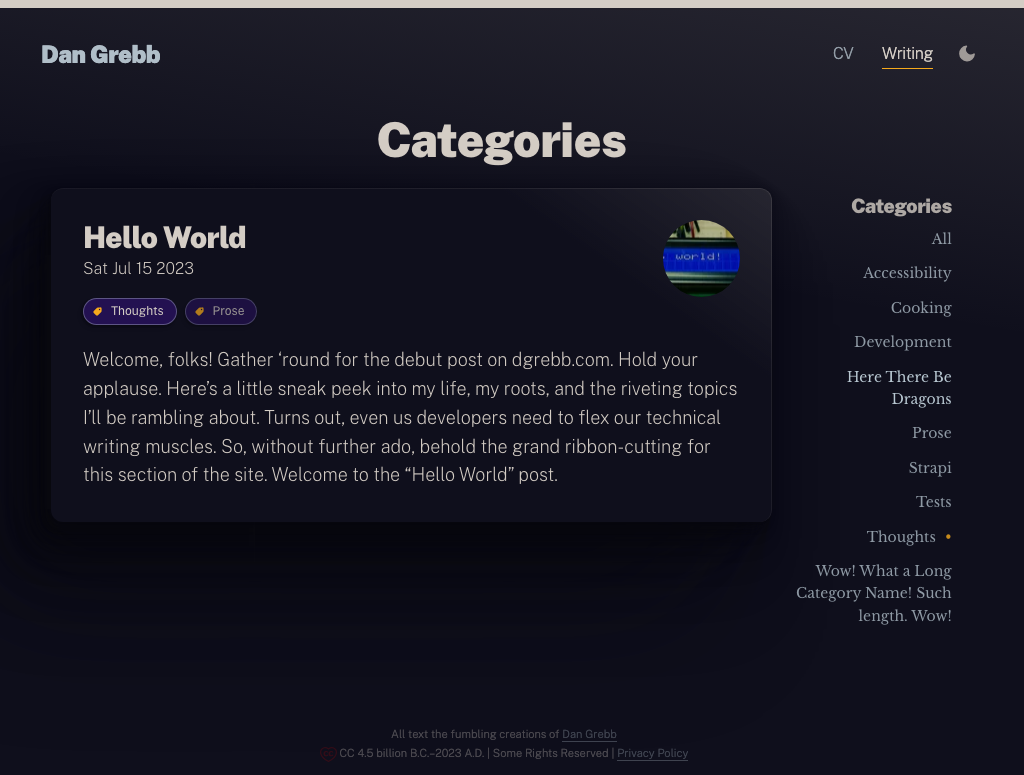 Dan Grebb
CV
Writing
Categories
Hello World
Sat Jul 15 2023
world!
Thoughts
Prose
Welcome, folks! Gather ‘round for the debut post on dgrebb.com. Hold your
applause. Here’s a little sneak peek into my life, my roots, and the riveting topics
I’ll be rambling about. Turns out, even us developers need to flex our technical
writing muscles. So, without further ado, behold the grand ribbon-cutting for
this section of the site. Welcome to the “Hello World” post.
Categories
All
Accessibility
Cooking
Development
Here There Be
Dragons
Prose
Strapi
Tests
Thoughts •
Wow! What a Long
Category Name! Such
length. Wow!
All text the fumbling creations of Dan Grebb
CC 4.5 billion B.C.–2023 A.D. | Some Rights Reserved | Privacy Policy